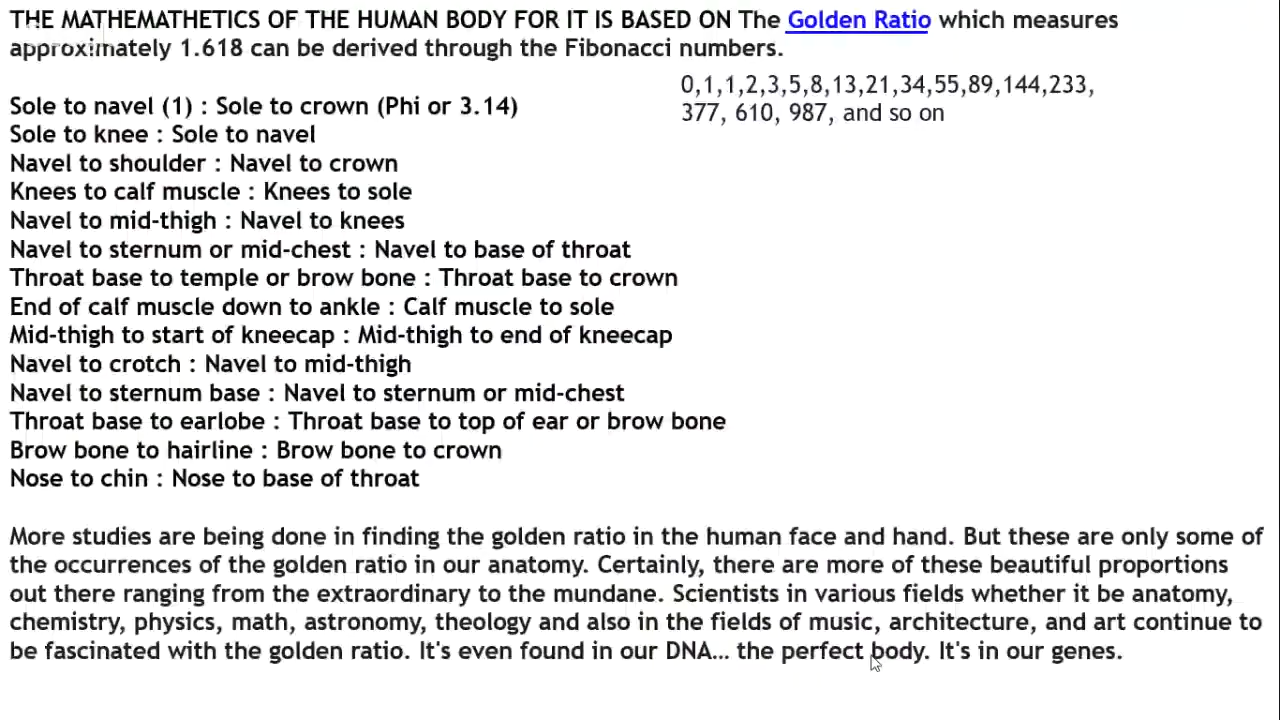 THE MATHEMATHETICS OF THE HUMAN BODY FOR IT IS BASED ON The Golden Ratio which measures
approximately 1.618 can be derived through the Fibonacci numbers.
0,1,1,2,3,5,8,13,21,34,55,89,144,233,
377, 610, 987, and so on
Sole to navel (1) : Sole to crown (Phi or 3.14)
Sole to knee : Sole to navel
Navel to shoulder : Navel to crown
Knees to calf muscle : Knees to sole
Navel to mid-thigh : Navel to knees
Navel to sternum or mid-chest : Navel to base of throat
Throat base to temple or brow bone : Throat base to crown
End of calf muscle down to ankle : Calf muscle to sole
Mid-thigh to start of kneecap : Mid-thigh to end of kneecap
Navel to crotch : Navel to mid-thigh
Navel to sternum base : Navel to sternum or mid-chest
Throat base to earlobe : Throat base to top of ear or brow bone
Brow bone to hairline : Brow bone to crown
Nose to chin : Nose to base of throat
More studies are being done in finding the golden ratio in the human face and hand. But these are only some of
the occurrences of the golden ratio in our anatomy. Certainly, there are more of these beautiful proportions
out there ranging from the extraordinary to the mundane. Scientists in various fields whether it be anatomy,
chemistry, physics, math, astronomy, theology and also in the fields of music, architecture, and art continue to
be fascinated with the golden ratio. It's even found in our DNA... the perfect body. It's in our genes.